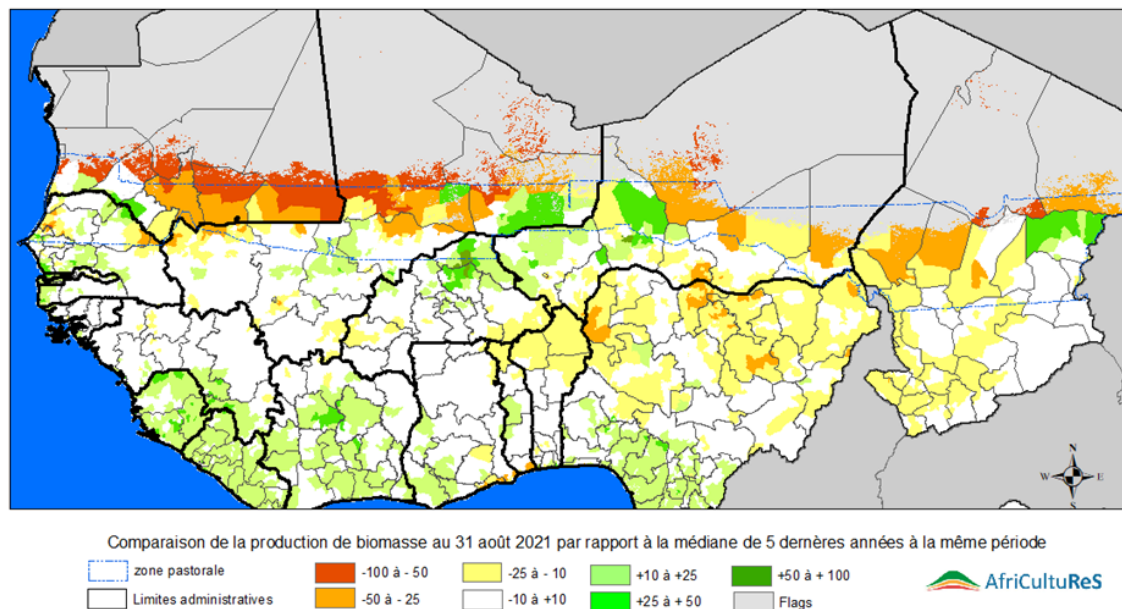 N
W E
S
Comparaison de la production de biomasse au 31 août 2021 par rapport à la médiane de 5 dernères années à la même période
zone pastorale
-100 à - 50
-25 à - 10
+10 à +25
+50 à + 100
Limites administratives
-50 à - 25
-10 à +10
+25 à + 50
Flags
AfriCultuReS